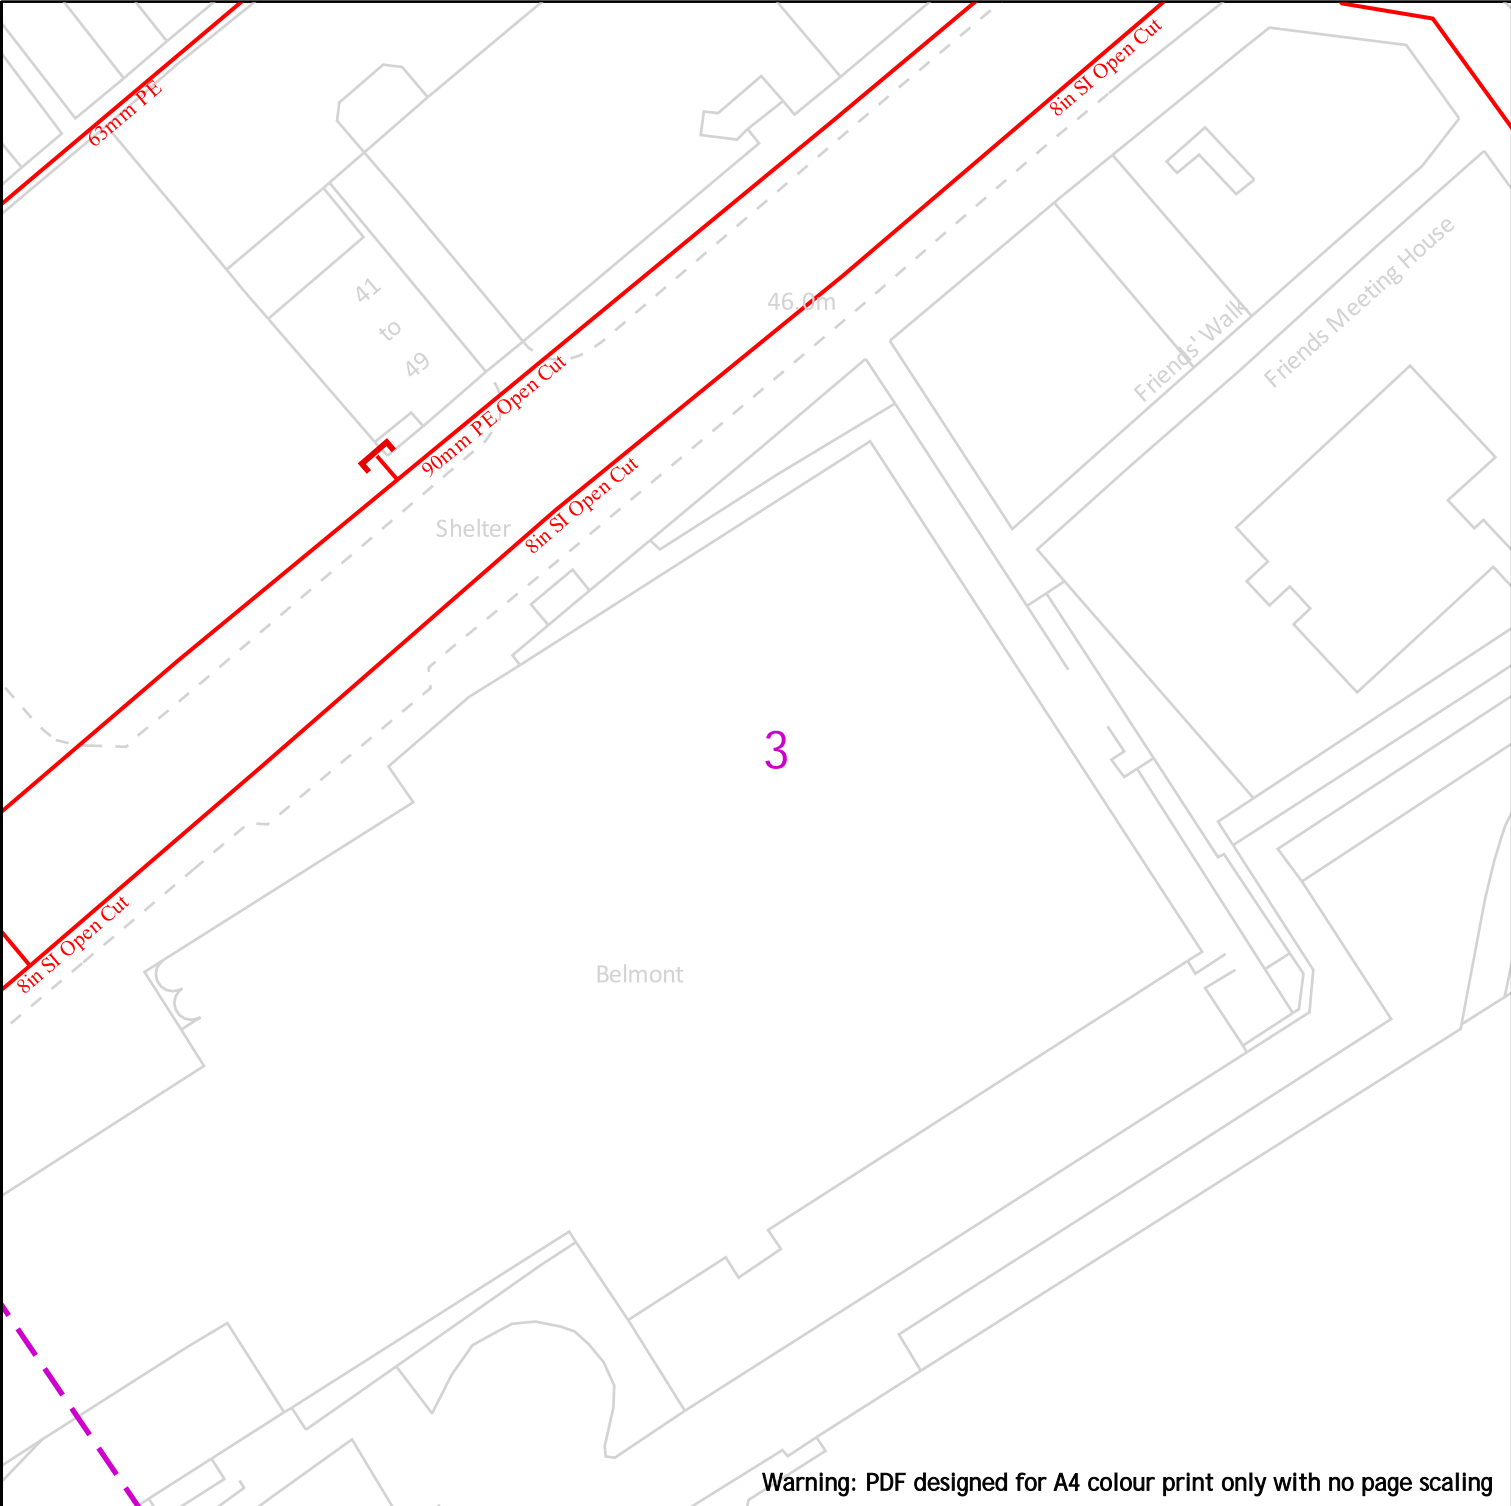 63mm PE
8in SI Open Cut
46.0m
Friends' Walk
Friends Meeting House
41
to
49
90mm PE Open Cut
8in SI Open Cut
Shelter
3
8in SI Open Cut
Belmont
Warning: PDF designed for A4 colour print only with no page scaling